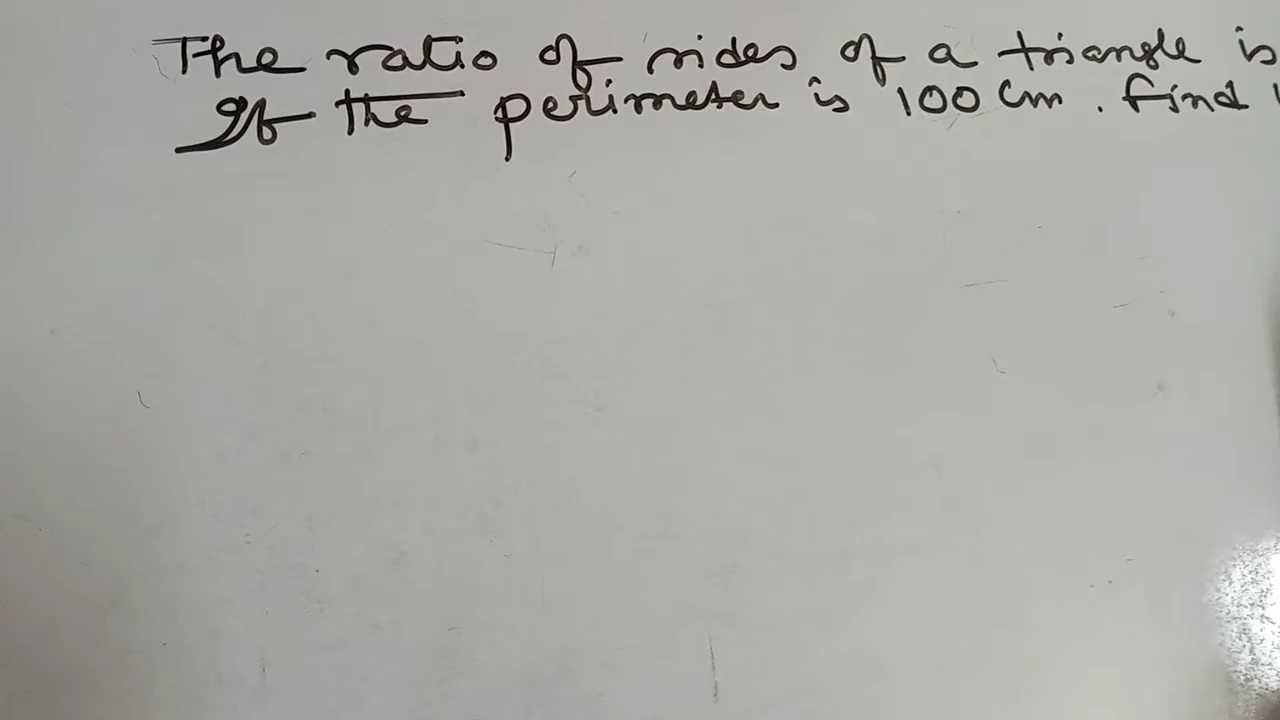 The ratio of sides of a triangle is
If the perimeter is 100 cm. Find